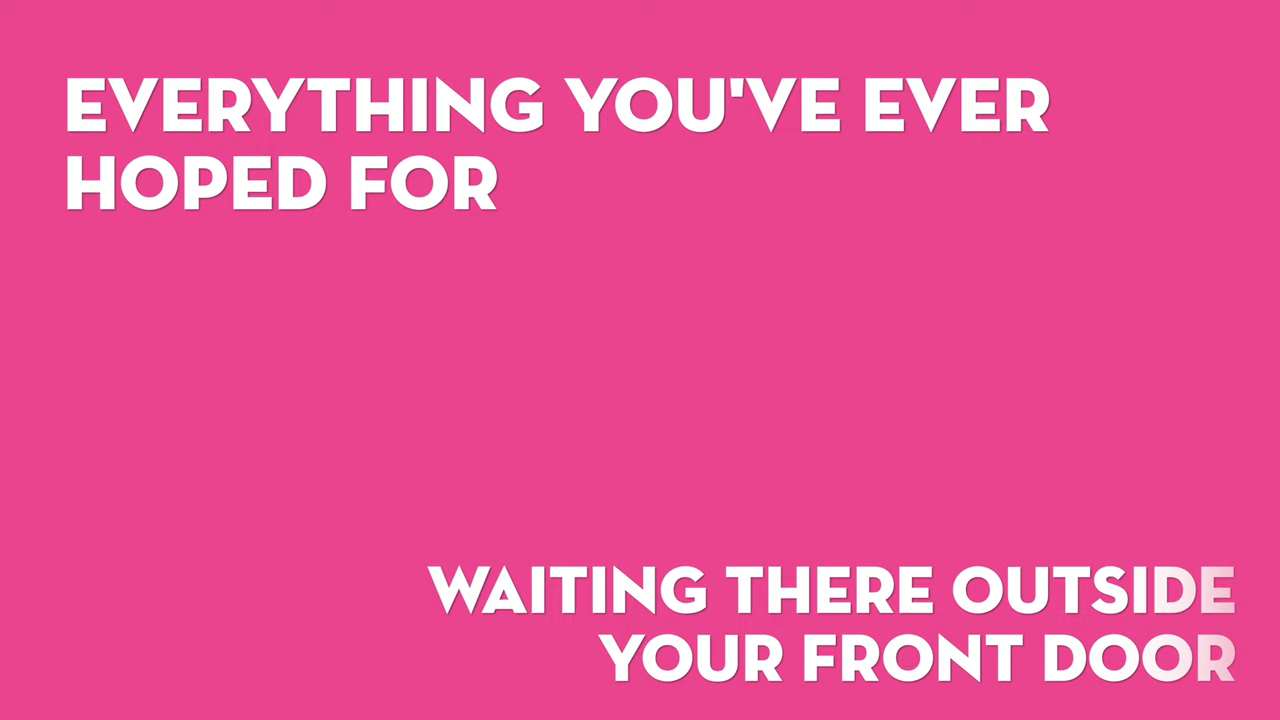 EVERYTHING YOU'VE EVER
HOPED FOR
WAITING THERE OUTSIDE
YOUR FRONT DOOR